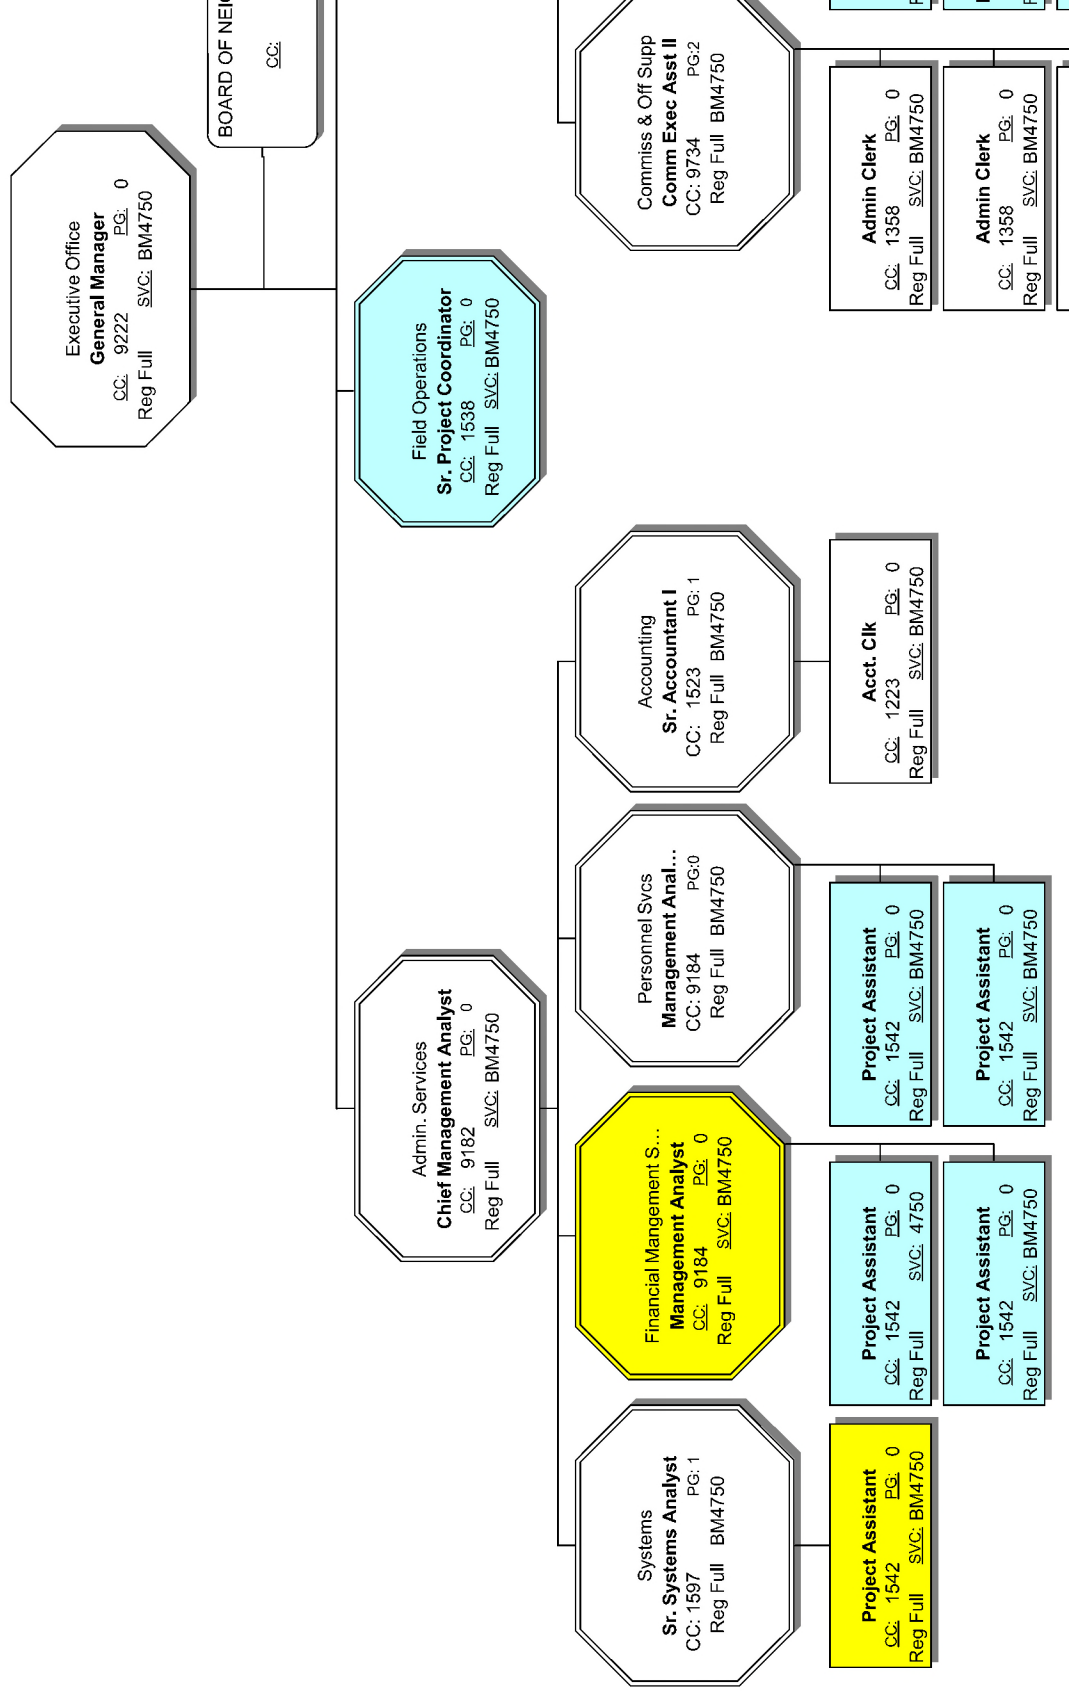 Executive Office
General Manager
CC: 9222 PG: 0
Reg Full SVC: BM4750
BOARD OF
CC:
Admin. Services
Chief Management Analyst
CC: 9182 PG: 0
Reg Full SVC: BM4750
Field Operations
Sr. Project Coordinator
CC: 1538 PG: 0
Reg Full SVC: BM4750
Systems
Sr. Systems Analyst
CC: 1597 PG: 1
Reg Full BM4750
Financial Mangement S...
Management Analyst
CC: 9184 PG: 0
Reg Full SVC: BM4750
Personnel Svcs
Management Anal...
CC: 9184 PG:0
Reg Full BM4750
Accounting
Sr. Accountant I
CC: 1523 PG: 1
Reg Full BM4750
Commiss & Off Supp
Comm Exec Asst II
CC: 9734 PG:2
Reg Full BM4750
Project Assistant
CC: 1542 PG: 0
Reg Full SVC: BM4750
Project Assistant
CC: 1542 PG: 0
Reg Full SVC: 4750
Project Assistant
CC: 1542 PG: 0
Reg Full SVC: BM4750
Project Assistant
CC: 1542 PG: 0
Reg Full SVC: BM4750
Project Assistant
CC: 1542 PG: 0
Reg Full SVC: BM4750
Acct. Clk
CC: 1223 PG: 0
Reg Full SVC: BM4750
Admin Clerk
CC: 1358 PG: 0
Reg Full SVC: BM4750
Admin Clerk
CC: 1358 PG: 0
Reg Full SVC: BM4750